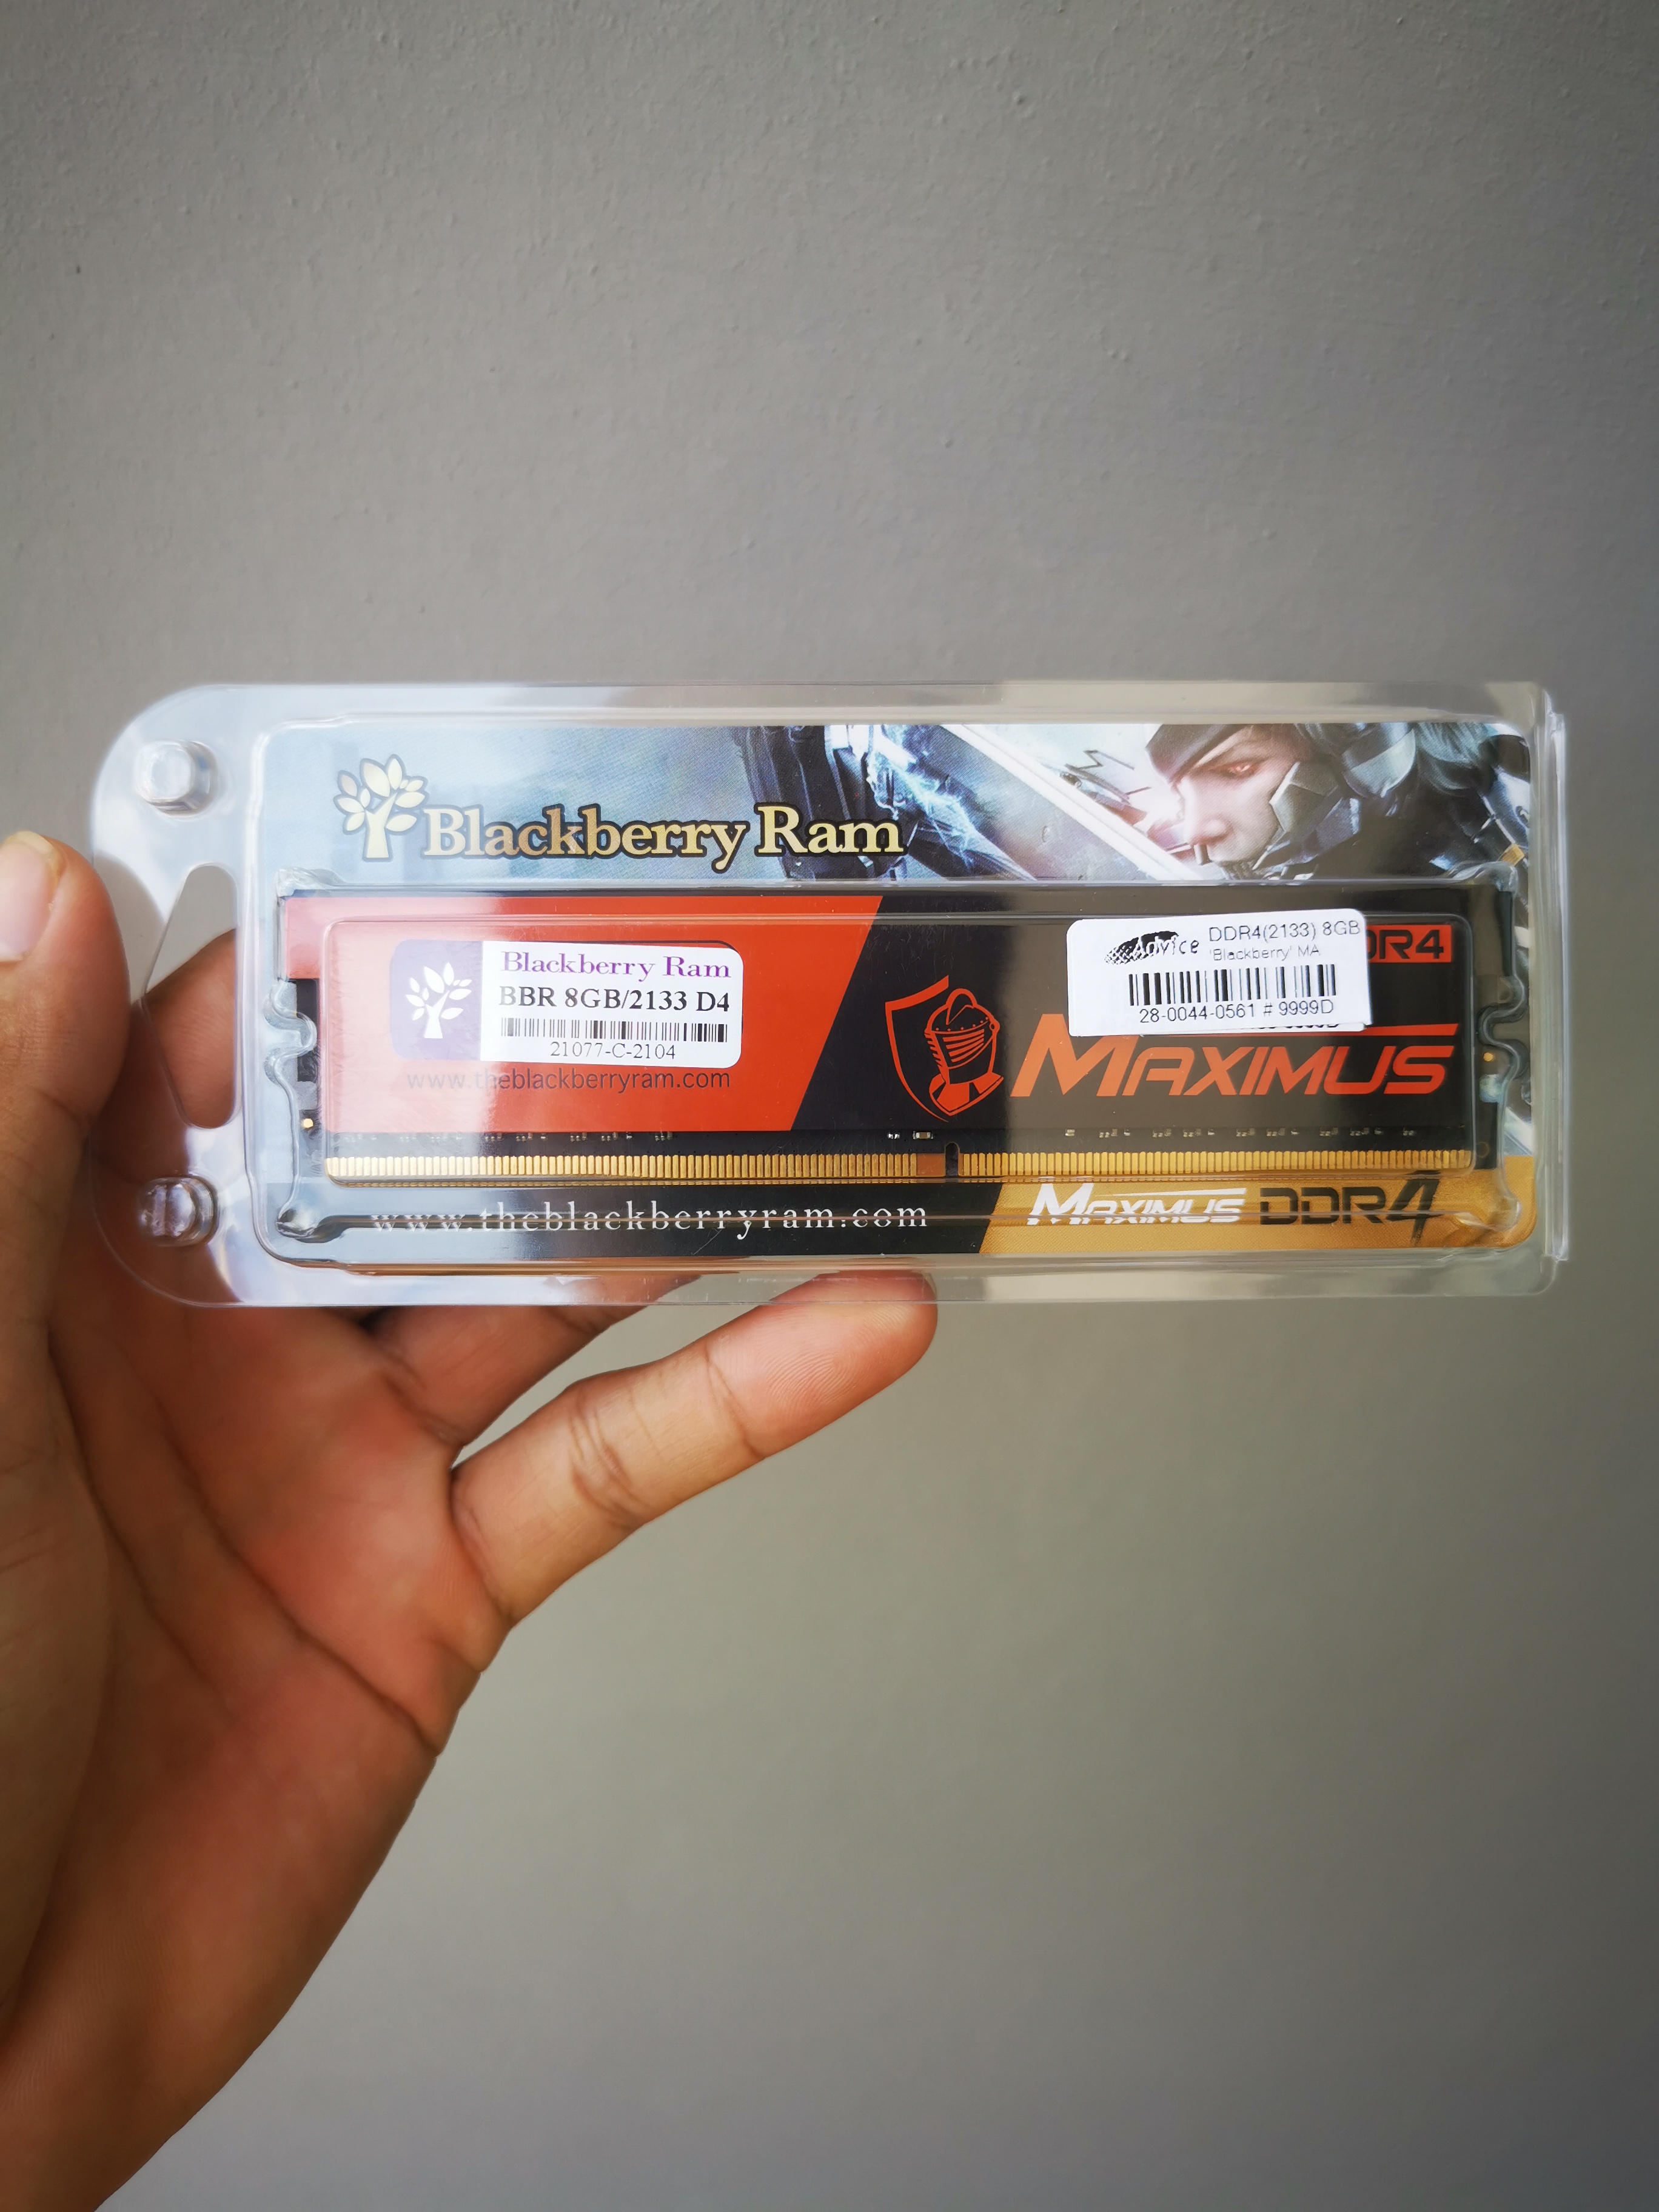 Blackberry Ram
Blackberry Ram
BBR 8GB/2133 D4
21077-C-2104
www.theblackberryram.com
Advice
DDR4(2133) 8GB
'Blackberry' MA
28-0044-0561 # 9999D
DR4
MAXIMUS
www.theblackberryram.com
MAXIMUS DDR4